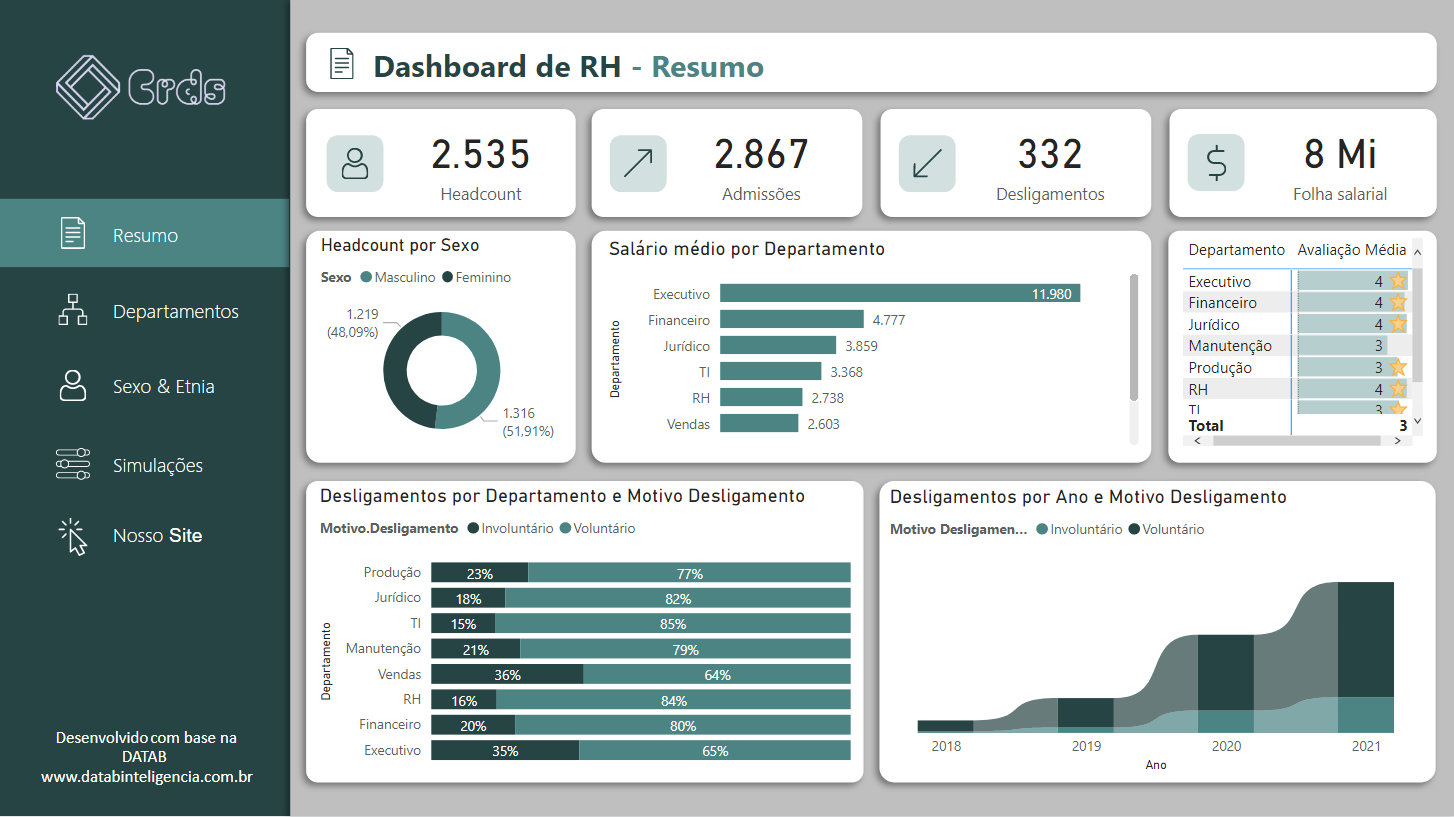 Crds
Resumo
Departamentos
Sexo & Etnia
Simulações
Nosso Site
Desenvolvido com base na
DATAB
www.databinteligencia.com.br
Dashboard de RH - Resumo
2.535
Headcount
2.867
Admissões
332
Desligamentos
$
8 Mi
Folha salarial
Headcount por Sexo
Sexo Masculino Feminino
1.219
(48,09%)
1.316
(51,91%)
Salário médio por Departamento
Departamento
Executivo 11.980
Financeiro 4.777
Jurídico 3.859
TI 3.368
RH 2.738
Vendas 2.603
Departamento Avaliação Média
Executivo 4
Financeiro 4
Jurídico 4
Manutenção 3
Produção 3
RH 4
TI 3
Total 3
Desligamentos por Departamento e Motivo Desligamento
Motivo.Desligamento Involuntário Voluntário
Departamento
Produção 23% 77%
Jurídico 18% 82%
TI 15% 85%
Manutenção 21% 79%
Vendas 36% 64%
RH 16% 84%
Financeiro 20% 80%
Executivo 35% 65%
Desligamentos por Ano e Motivo Desligamento
Motivo Desligamen... Involuntário Voluntário
2018 2019 2020 2021
Ano